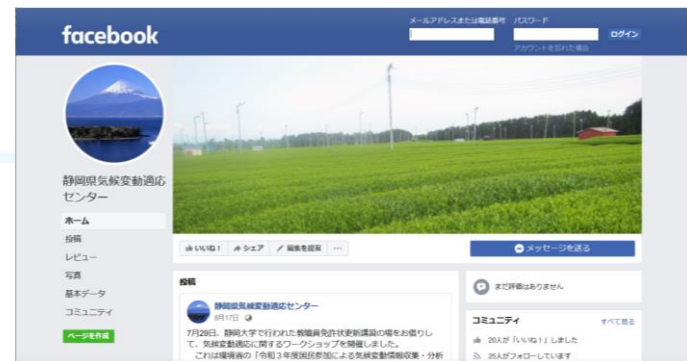 facebook
メールアドレスまたは電話番号 パスワード
ログイン
アカウントを忘れた場合
静岡県気候変動適応
センター
ホーム
投稿
レビュー
写真
基本データ
コミュニティ
ページを作成
いいね! シェア 編集を提案 ...
メッセージを送る
投稿
静岡県気候変動適応センター
8月17日
7月29日、静岡大学で行われた教職員免許状更新講習の場をお借りし
て、気候変動適応に関するワークショップを開催しました。
これは環境省の「令和3年度国民参加による気候変動情報収集・分析
まだ評価はありません
コミュニティ すべて見る
20人が「いいね!」しました
25人がフォローしています